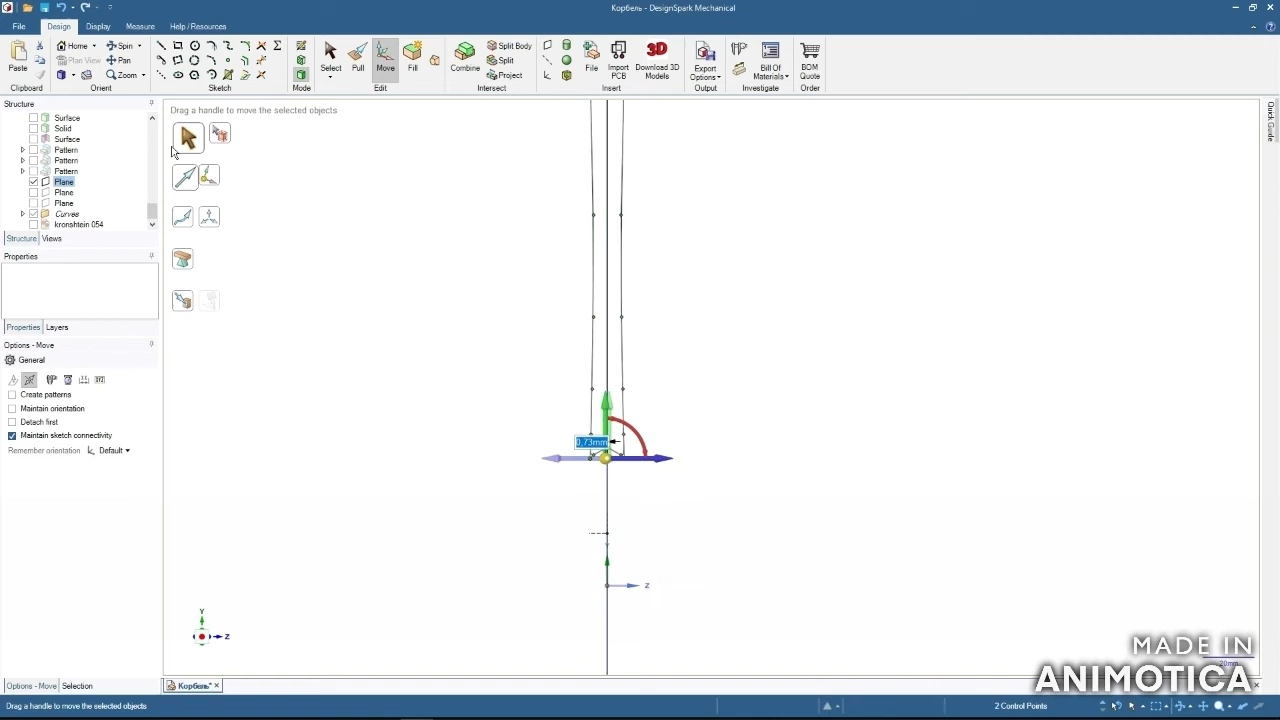 Корбель - DesignSpark Mechanical
File Design Display Measure Help / Resources
Paste Home Spin Plan View Pan Zoom Select Pull Move Fill Combine Split Body Split Project File Import PCB Download 3D Models Export Options Bill Of Materials BOM Quote
3D
Clipboard Orient Sketch Mode Edit Intersect Insert Output Investigate Order
Structure
Drag a handle to move the selected objects
Quick Guide
Surface
Solid
Surface
Pattern
Pattern
Pattern
Plane
Plane
Plane
Curves
kronshtein 054
Structure Views
Properties
Properties Layers
Options - Move
General
XYZ
Create patterns
Maintain orientation
Detach first
Maintain sketch connectivity
Remember orientation Default
0,73mm
Z
Y
Z
MADE IN
20mm
ANIMOTICA
Options - Move Selection Корбель*
Drag a handle to move the selected objects 2 Control Points